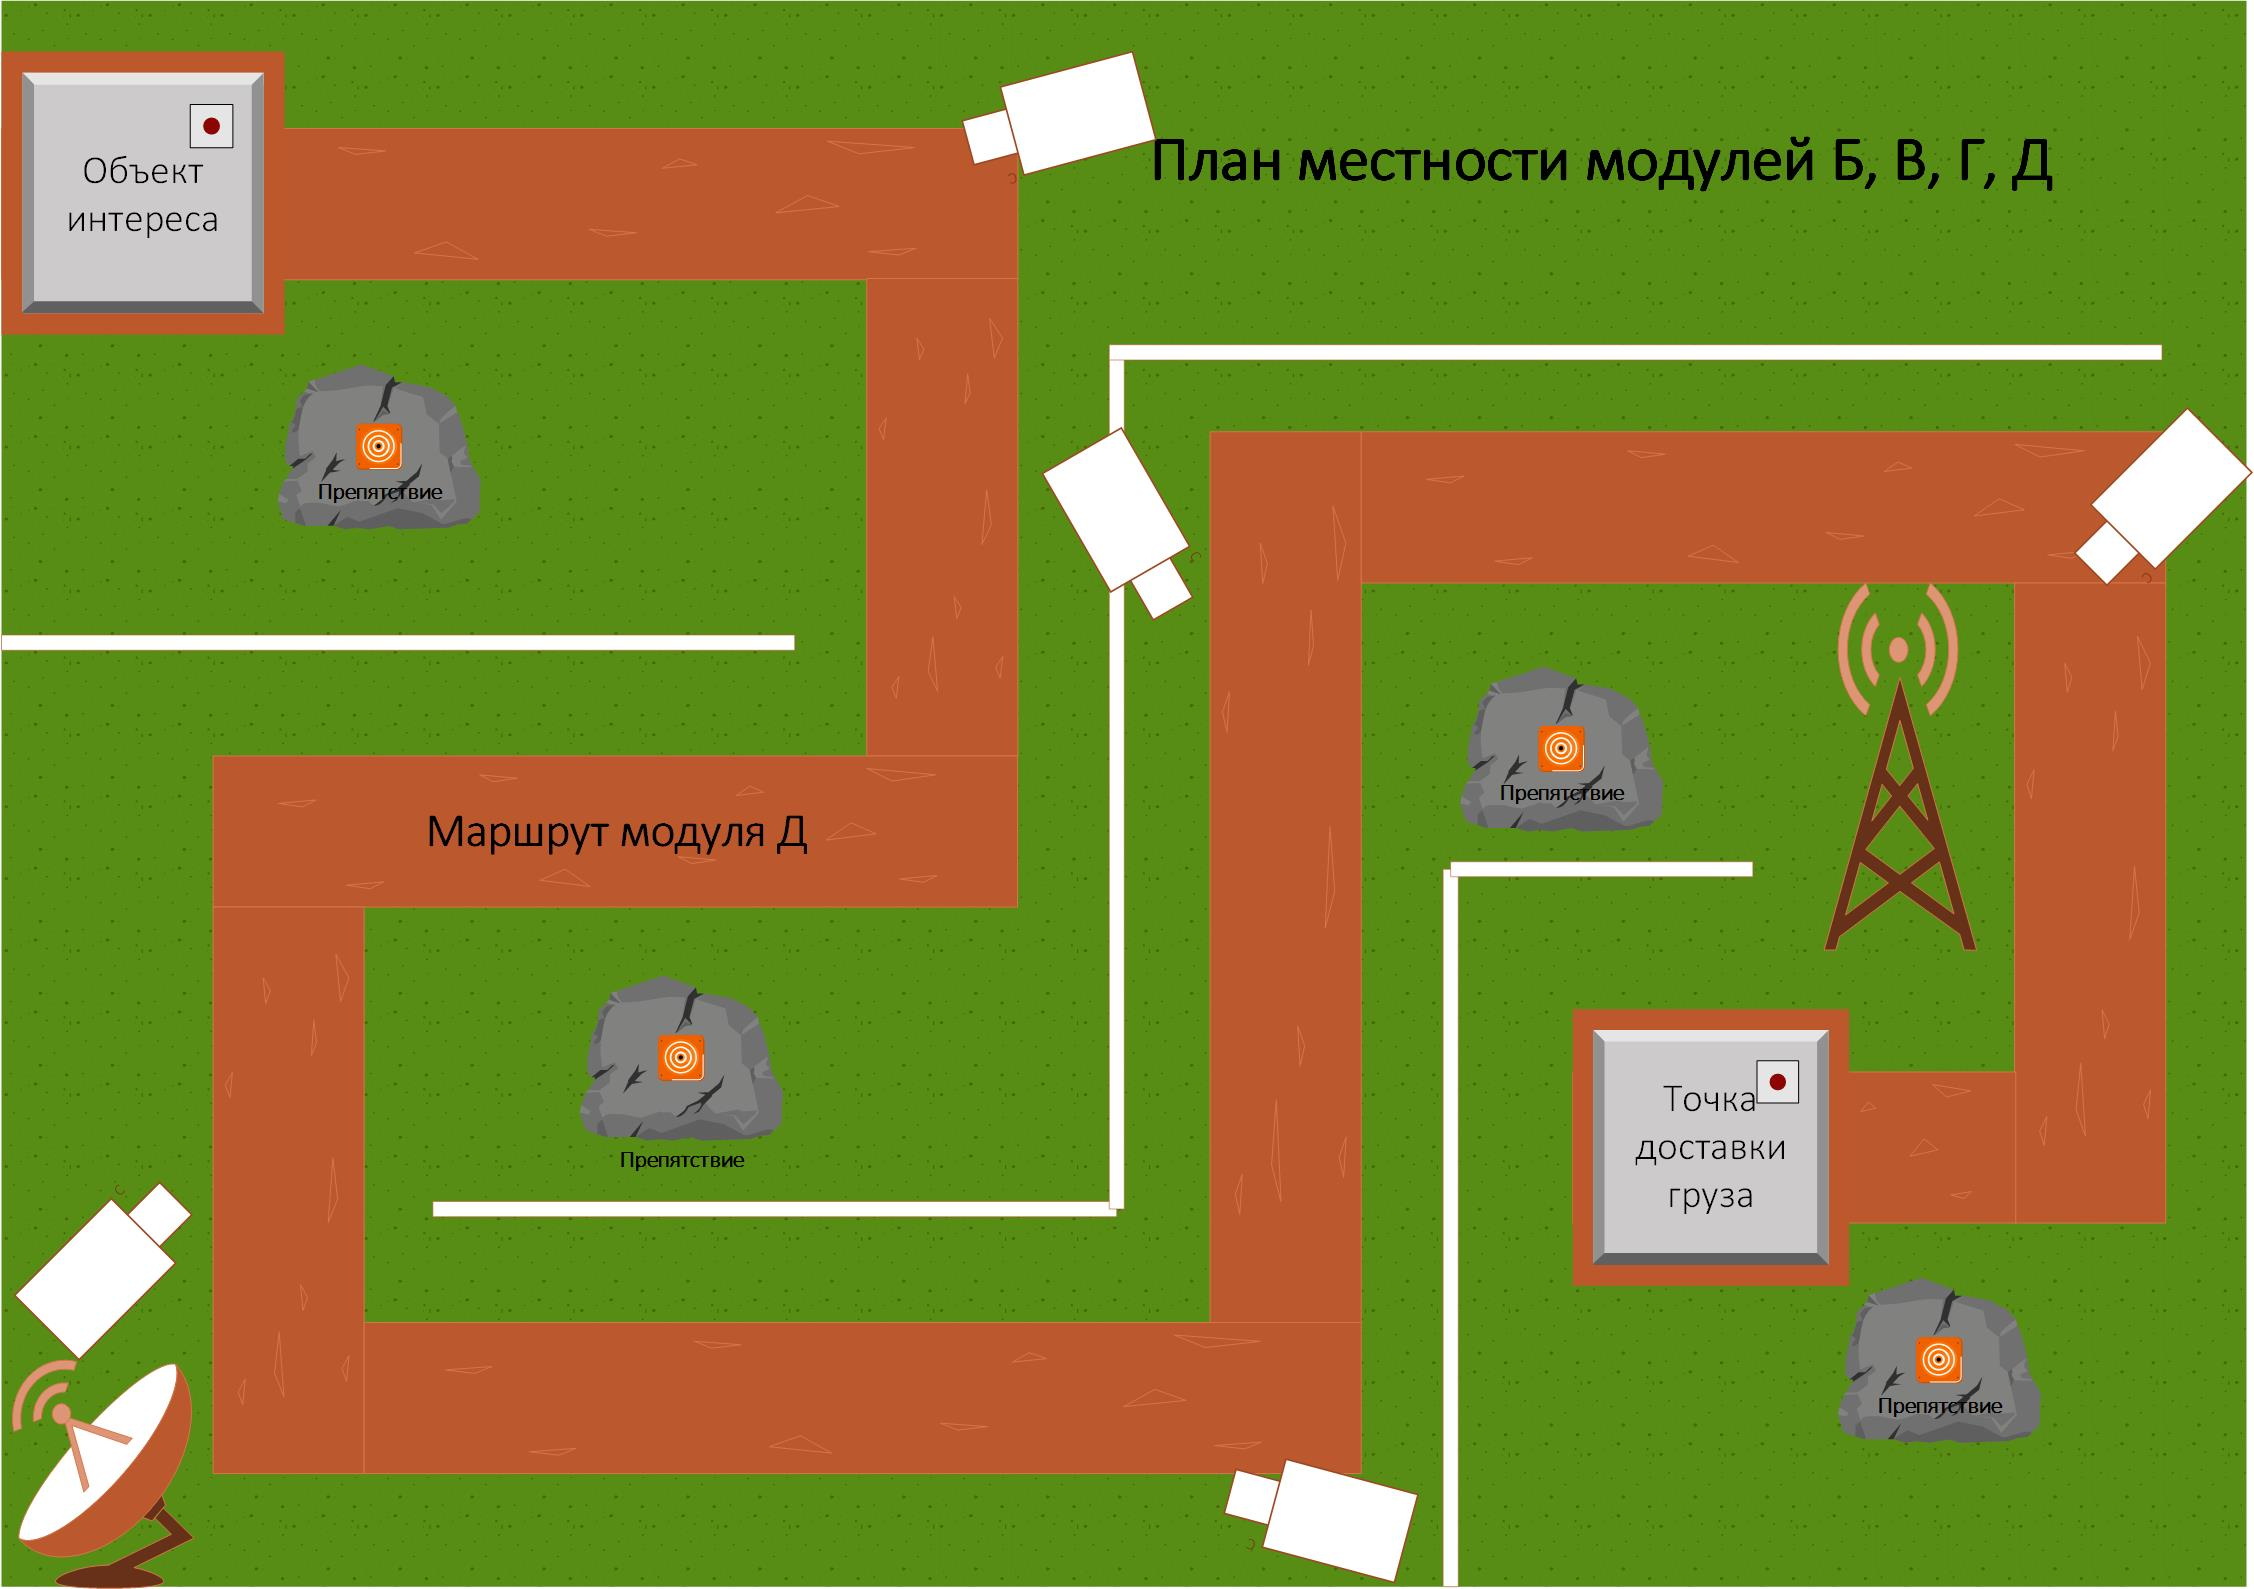 План местности модулей Б, В, Г, Д
Объект
интереса
Препятствие
Препятствие
Маршрут модуля Д
Точка
доставки
груза
Препятствие
Препятствие